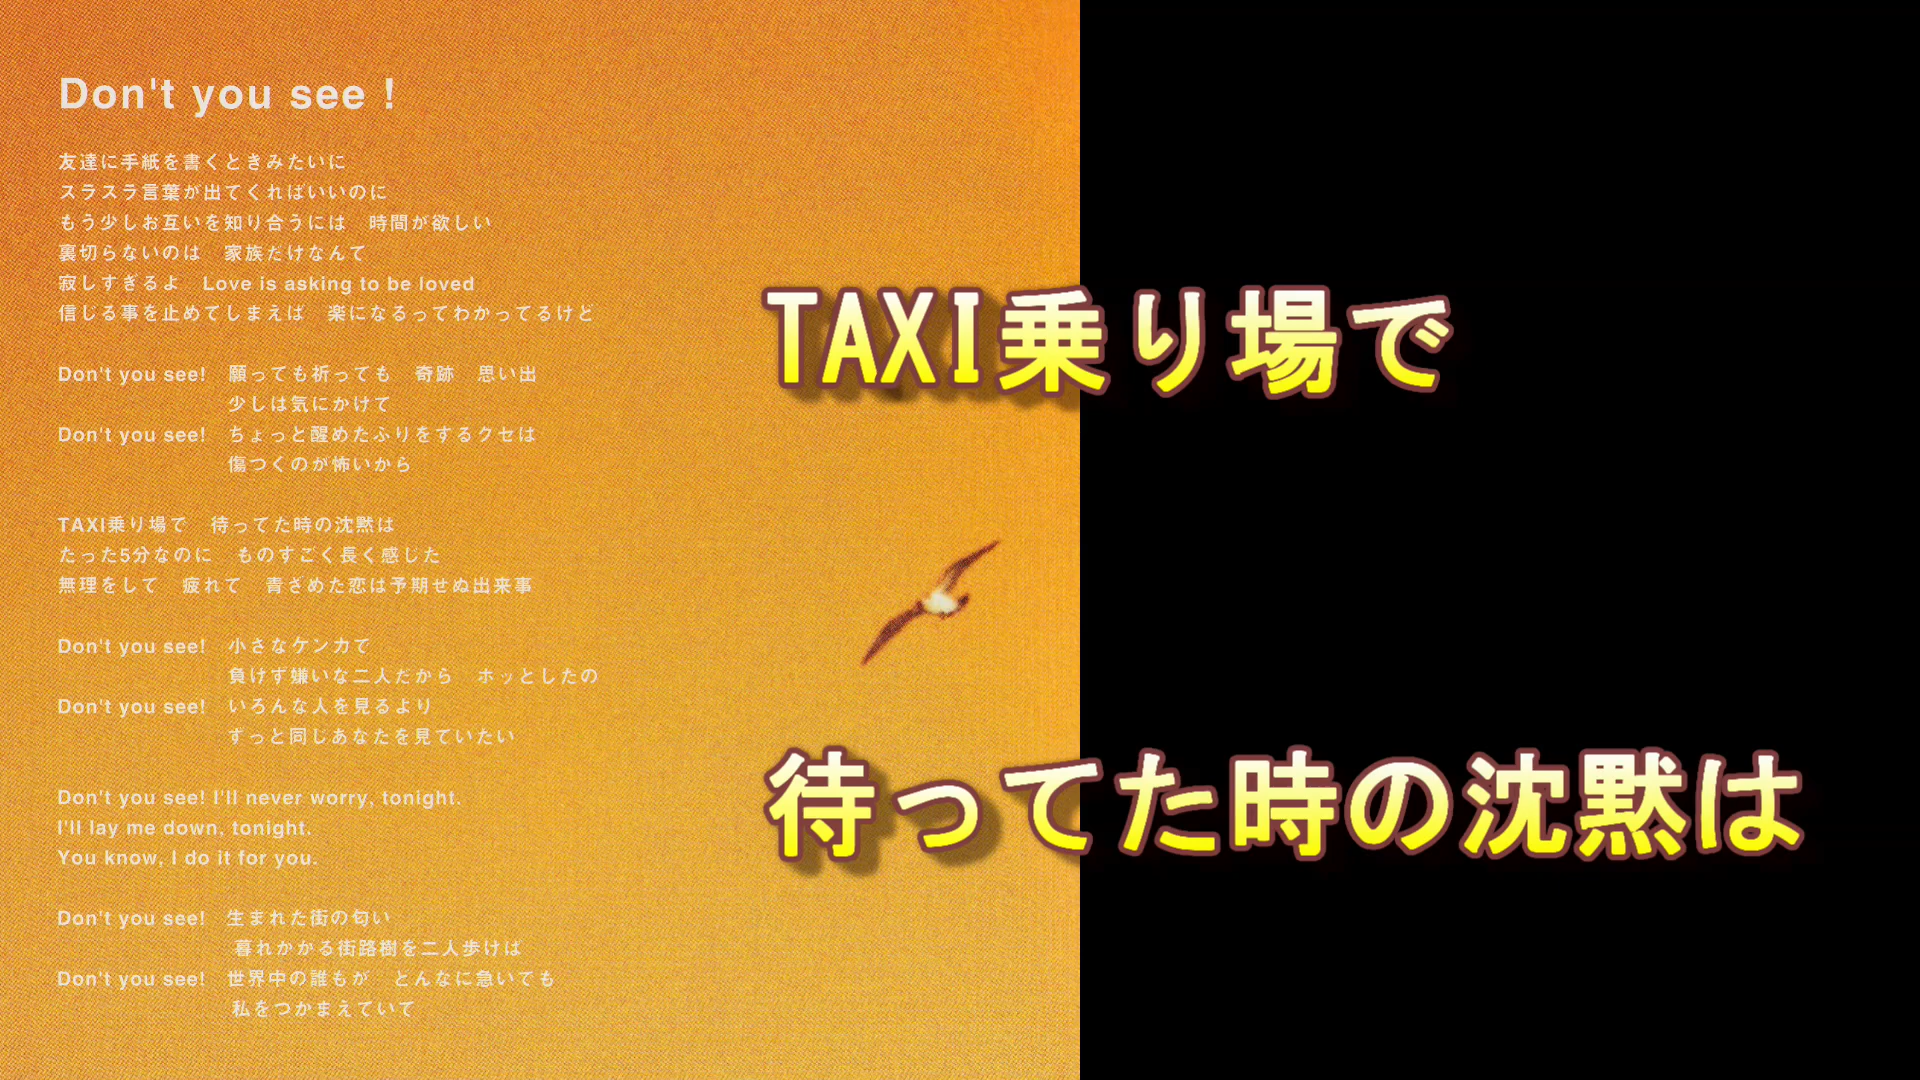 Don't you see !
友達に手紙を書くときみたいに
スラスラ言葉が出てくればいいのに
もう少しお互いを知り合うには　時間が欲しい
裏切らないのは　家族だけなんて
寂しすぎるよ　Love is asking to be loved
信じる事を止めてしまえば　楽になるってわかってるけど
Don't you see!　願っても祈っても　奇跡　思い出
少しは気にかけて
Don't you see!　ちょっと醒めたふりをするクセは
傷つくのが怖いから
TAXI乗り場で　待ってた時の沈黙は
たった5分なのに　ものすごく長く感じた
無理をして　疲れて　青ざめた恋は予期せぬ出来事
Don't you see!　小さなケンカで
負けず嫌いな二人だから　ホッとしたの
Don't you see!　いろんな人を見るより
ずっと同じあなたを見ていたい
Don't you see! I'll never worry, tonight.
I'll lay me down, tonight.
You know, I do it for you.
Don't you see!　生まれた街の匂い
暮れかかる街路樹を二人歩けば
Don't you see!　世界中の誰もが　どんなに急いでも
私をつかまえていて
TAXI乗り場で
待ってた時の沈黙は